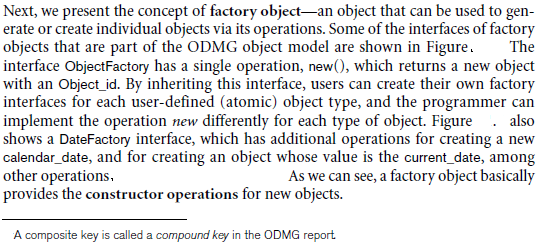 Next, we present the concept of factory object—an object that can be used to gen-
erate or create individual objects via its operations. Some of the interfaces of factory
objects that are part of the ODMG object model are shown in Figure. The
interface ObjectFactory has a single operation, new(), which returns a new object
with an Object_id. By inheriting this interface, users can create their own factory
interfaces for each user-defined (atomic) object type, and the programmer can
implement the operation new differently for each type of object. Figure . also
shows a DateFactory interface, which has additional operations for creating a new
calendar_date, and for creating an object whose value is the current_date, among
other operations. As we can see, a factory object basically
provides the constructor operations for new objects.
A composite key is called a compound key in the ODMG report.